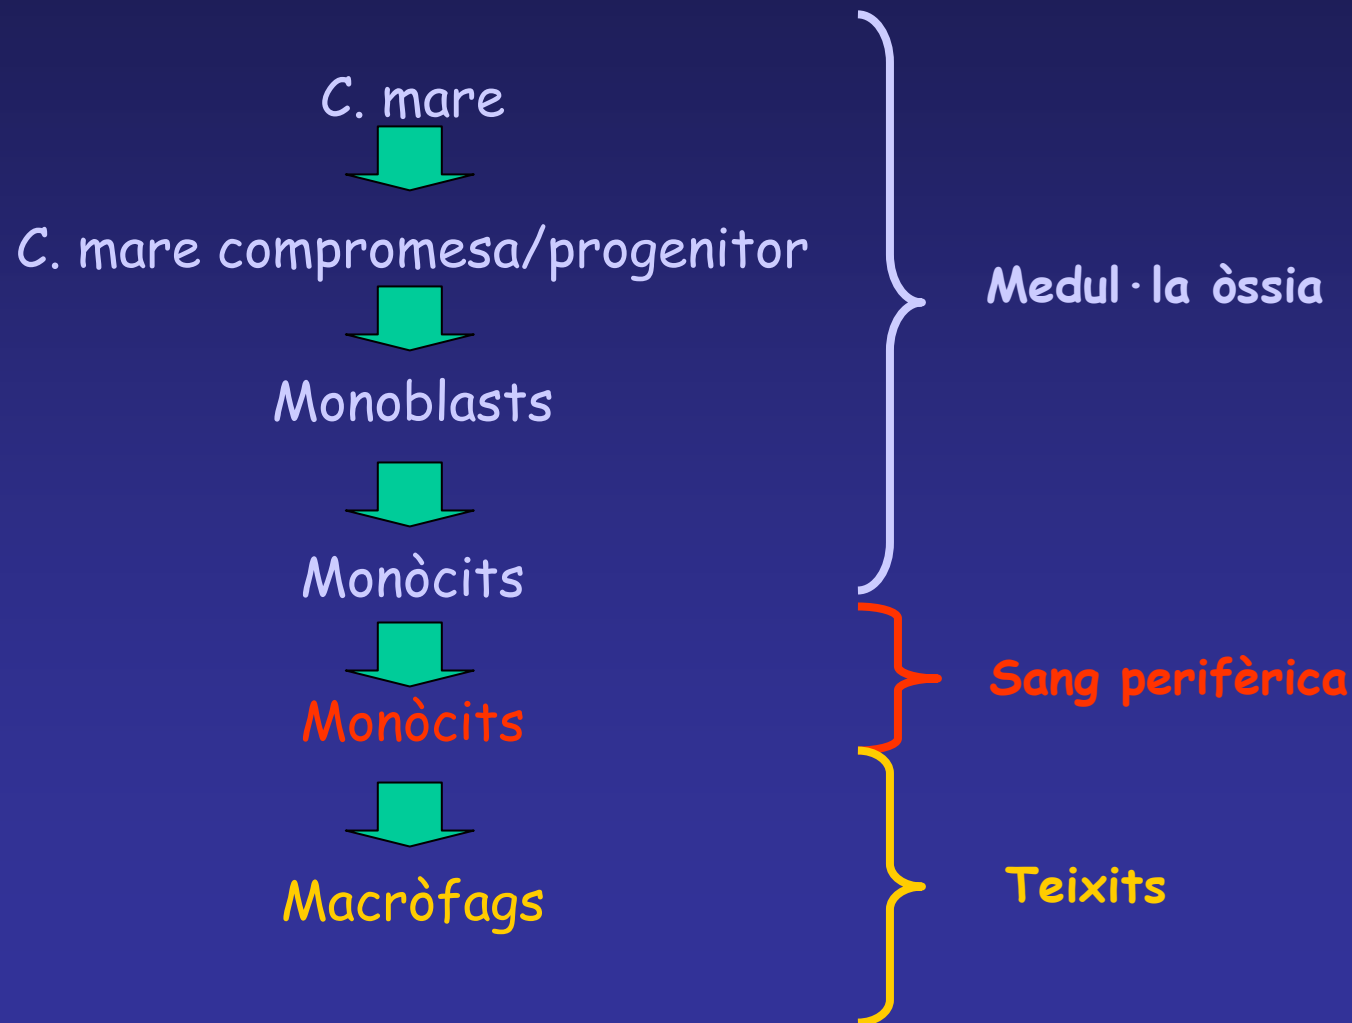 C. mare
C. mare compromesa/progenitor
Medul·la òssia
Monoblasts
Monòcits
Sang perifèrica
Monòcits
Teixits
Macròfags